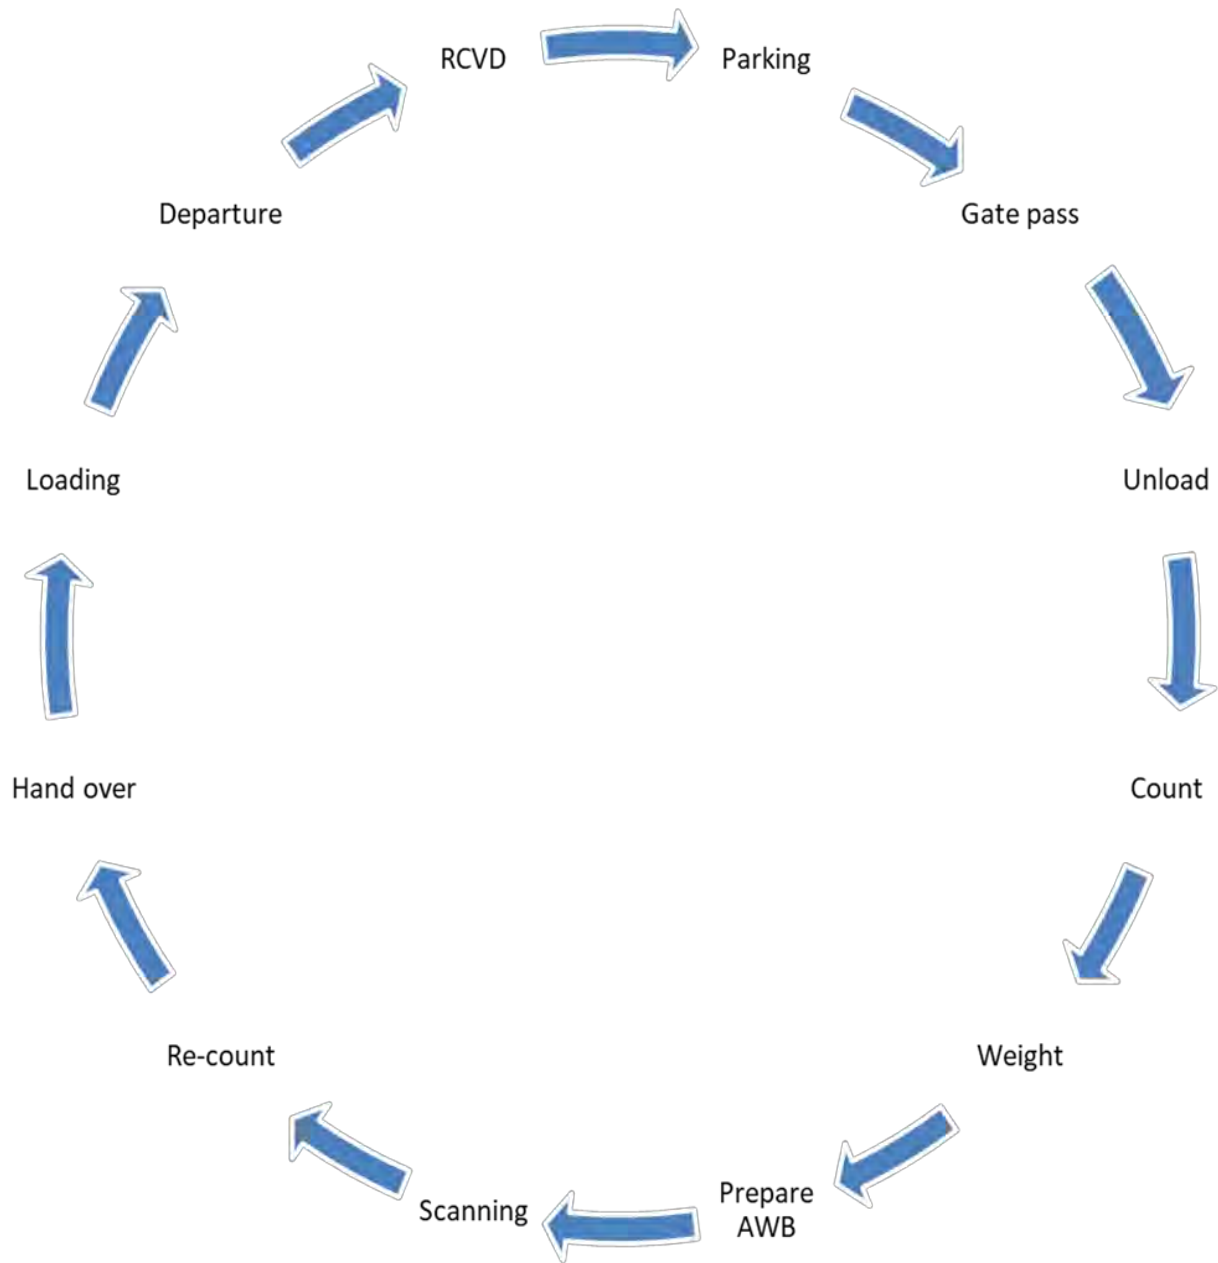 RCVD
Parking
Gate pass
Unload
Count
Weight
Prepare
AWB
Scanning
Re-count
Hand over
Loading
Departure